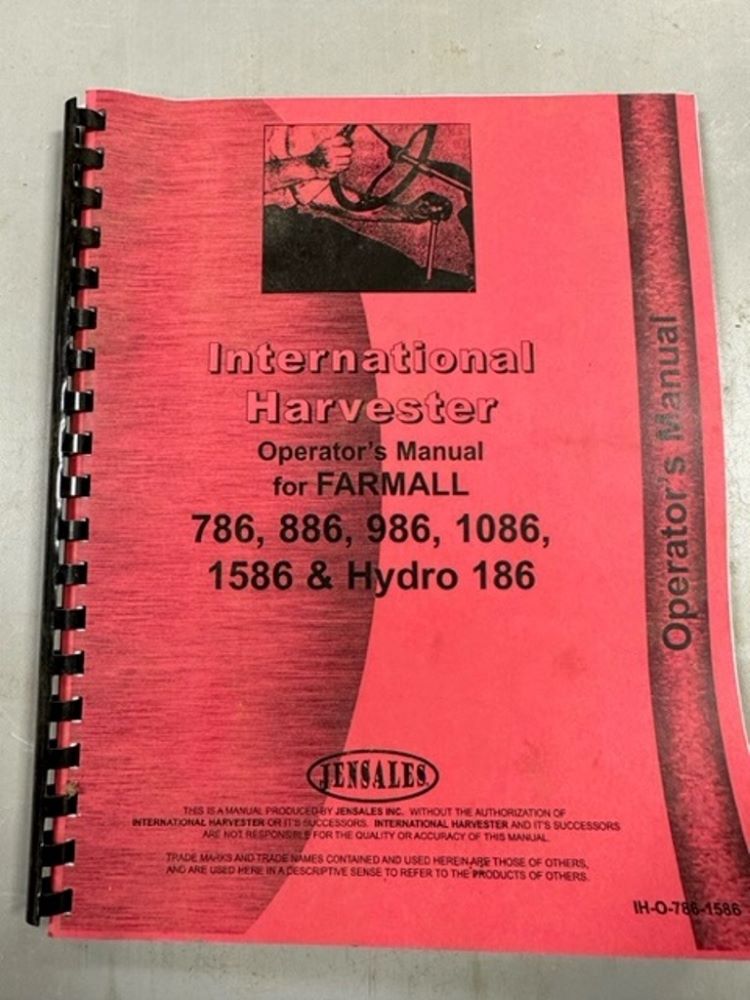 International
Harvester
Operator's Manual
for FARMALL
786, 886, 986, 1086,
1586 & Hydro 186
Operator's Manual
JENSALES
THIS IS A MANUAL PRODUCED BY JENSALES INC. WITHOUT THE AUTHORIZATION OF
INTERNATIONAL HARVESTER OR IT'S SUCCESSORS. INTERNATIONAL HARVESTER AND IT'S SUCCESSORS
ARE NOT RESPONSIBLE FOR THE QUALITY OR ACCURACY OF THIS MANUAL.
TRADE MARKS AND TRADE NAMES CONTAINED AND USED HEREIN ARE THOSE OF OTHERS,
AND ARE USED HERE IN A DESCRIPTIVE SENSE TO REFER TO THE PRODUCTS OF OTHERS.
IH-O-786-1586